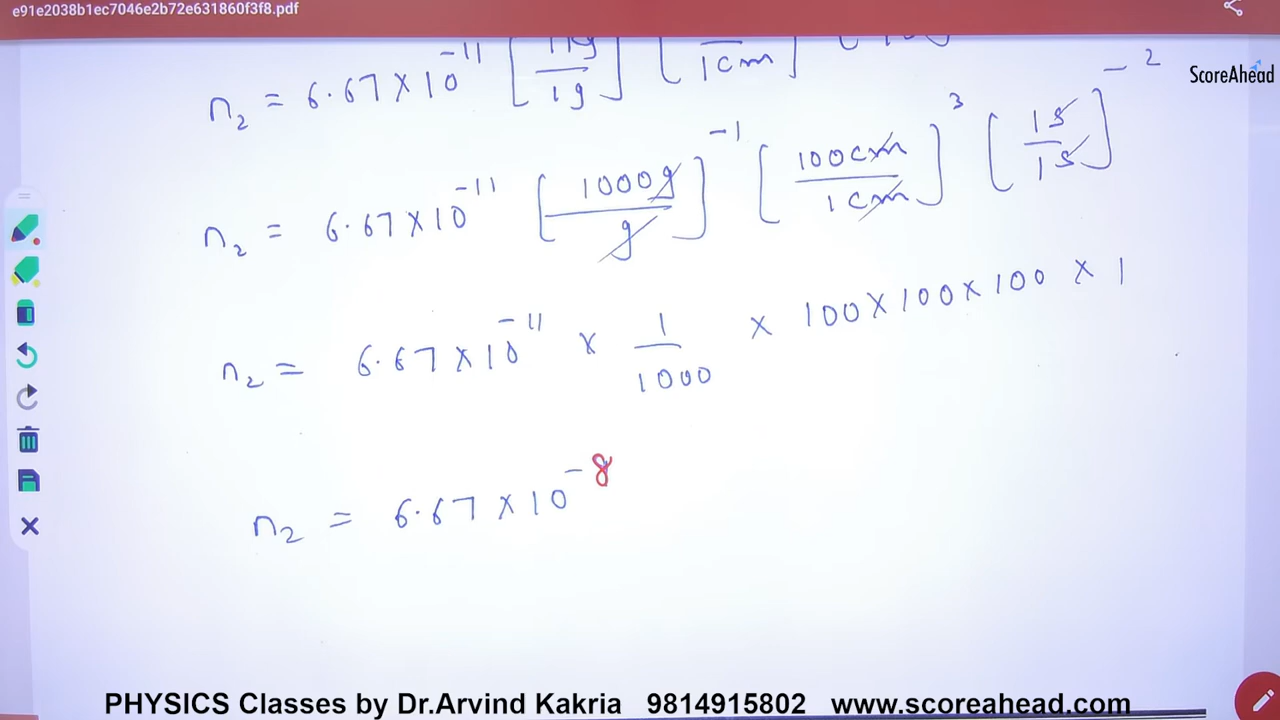 e91e2038b1ec7046e2b72e631860f3f8.pdf
ScoreAhead
n₂ = 6.67 × 10⁻¹¹ [ / 1g] [ / 1cm]
n₂ = 6.67 × 10⁻¹¹ [1000g / g]⁻¹ [100cm / 1cm]³ [1s / 1s]⁻²
n₂ = 6.67 × 10⁻¹¹ × 1/1000 × 100 × 100 × 100 × 1
n₂ = 6.67 × 10⁻⁸
PHYSICS Classes by Dr.Arvind Kakria 9814915802 www.scoreahead.com